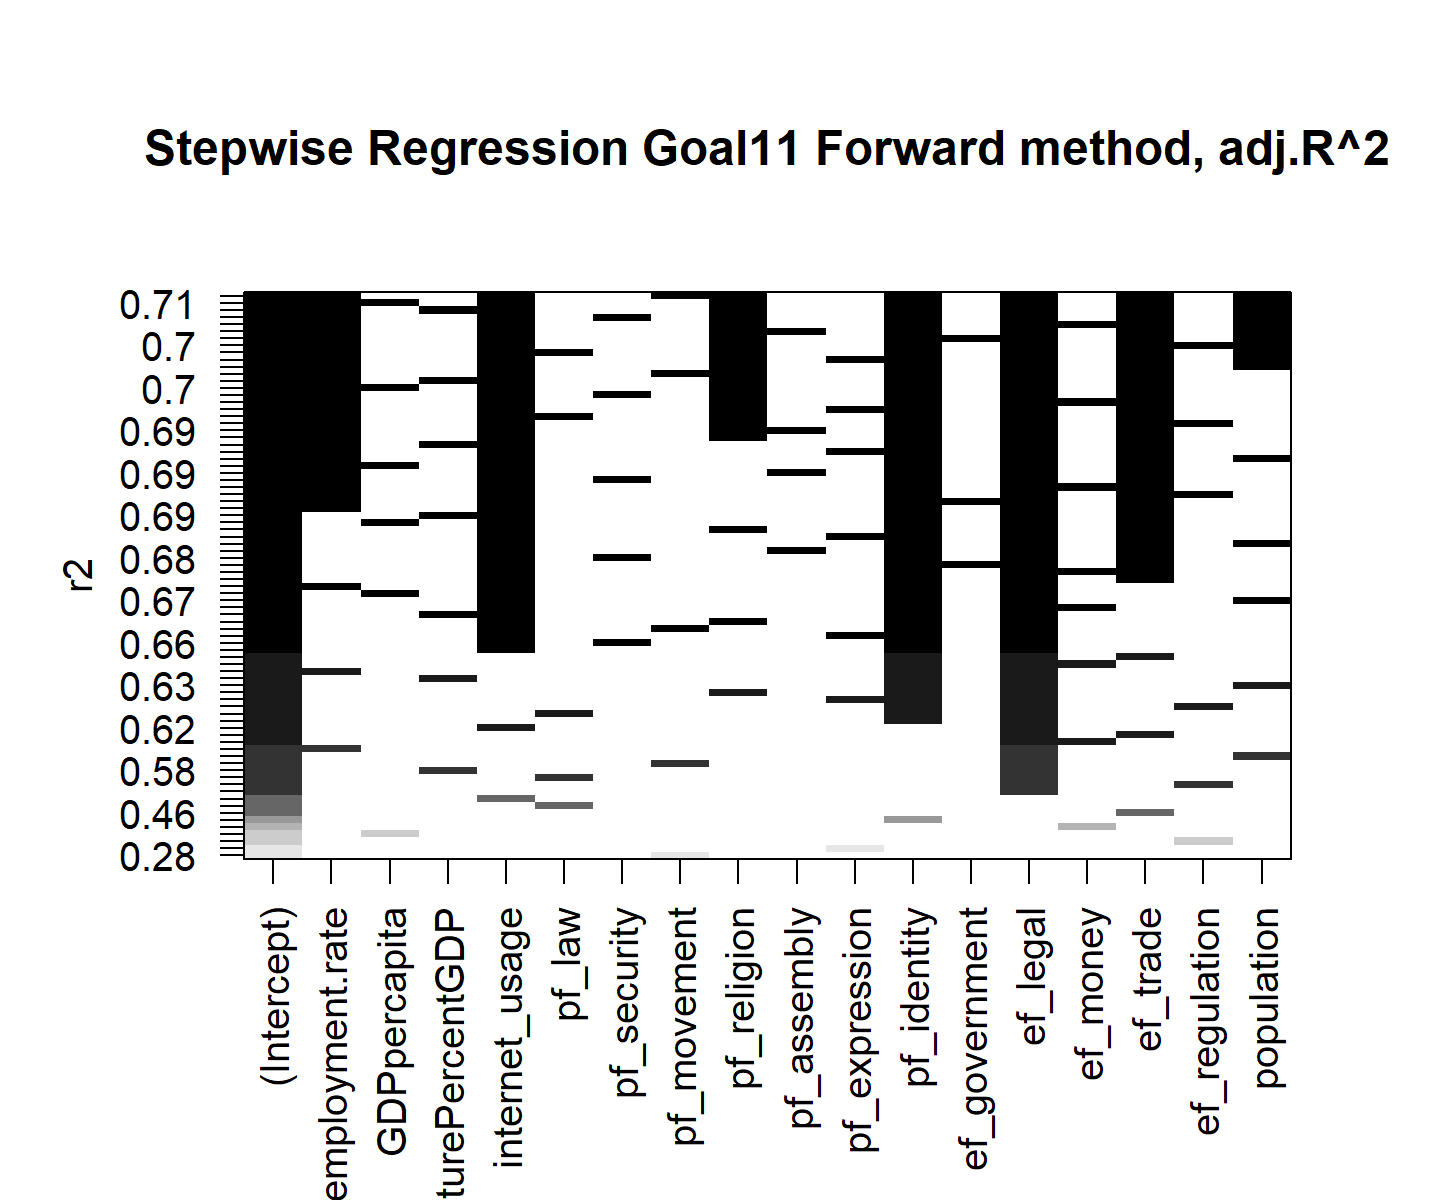 Stepwise Regression Goal11 Forward method, adj.R^2
r2
0.71
0.7
0.7
0.69
0.69
0.69
0.68
0.67
0.66
0.63
0.62
0.58
0.46
0.28
(Intercept)
employment.rate
GDPpercapita
turePercentGDP
internet_usage
pf_law
pf_security
pf_movement
pf_religion
pf_assembly
pf_expression
pf_identity
ef_government
ef_legal
ef_money
ef_trade
ef_regulation
population